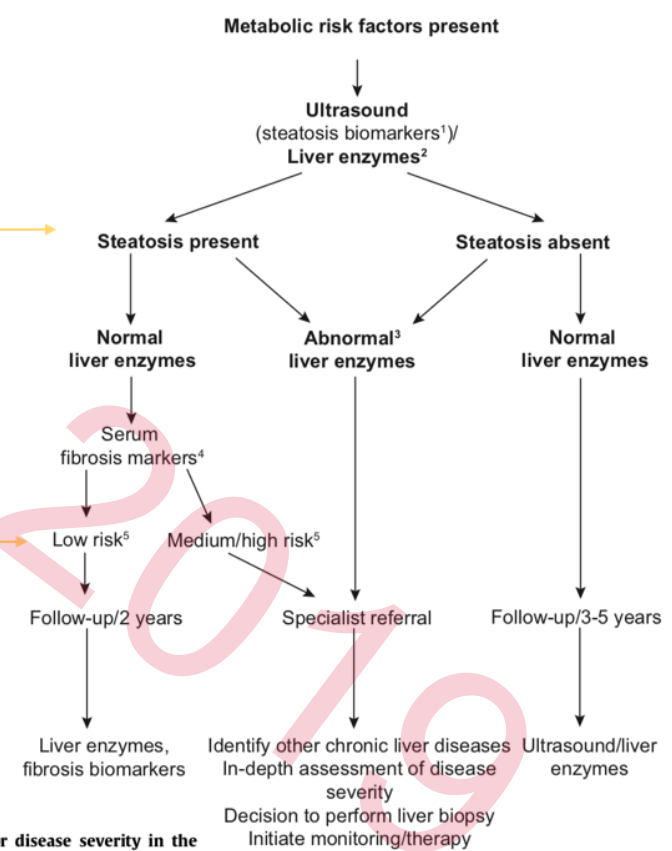 Metabolic risk factors present
Ultrasound
(steatosis biomarkers¹)/
Liver enzymes²
Steatosis present
Steatosis absent
Normal
liver enzymes
Abnormal³
liver enzymes
Normal
liver enzymes
Serum
fibrosis markers⁴
Low risk⁵
Medium/high risk⁵
Follow-up/2 years
Specialist referral
Follow-up/3-5 years
Liver enzymes,
fibrosis biomarkers
Identify other chronic liver diseases
In-depth assessment of disease
severity
Decision to perform liver biopsy
Initiate monitoring/therapy
Ultrasound/liver
enzymes
r disease severity in the
2019